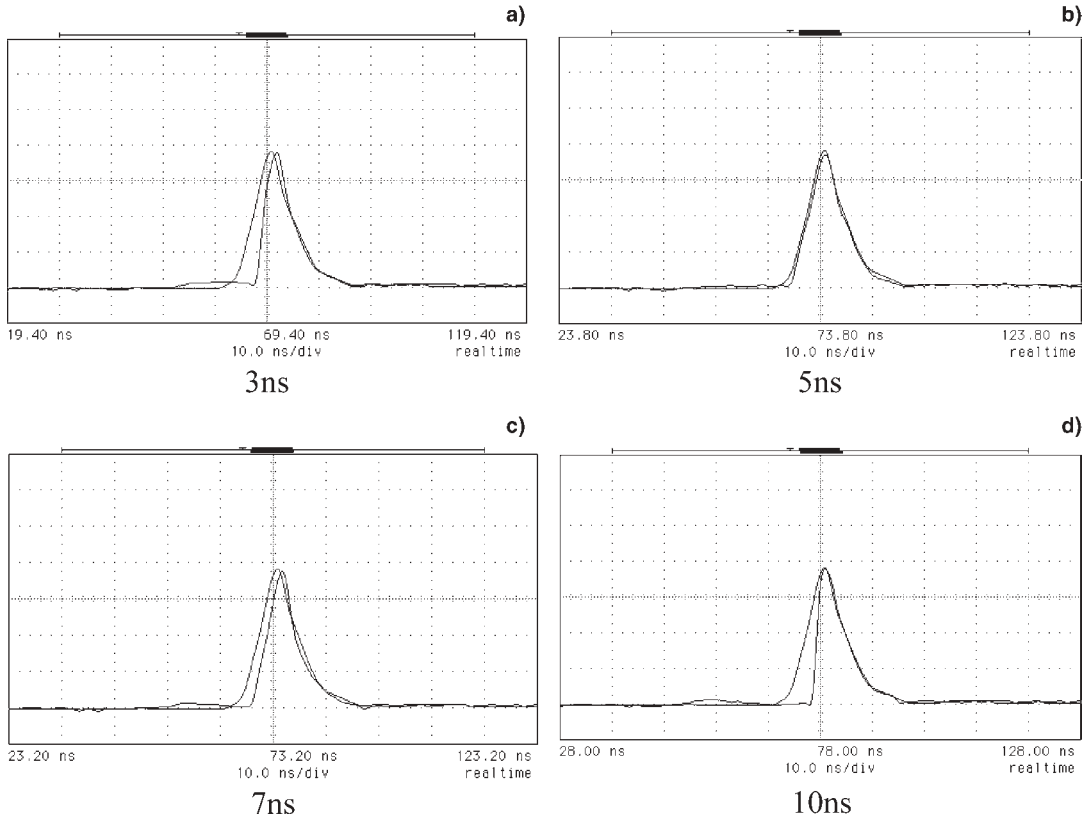 a)
19.40 ns 69.40 ns 119.40 ns
10.0 ns/div realtime
3ns
b)
23.80 ns 73.80 ns 123.80 ns
10.0 ns/div realtime
5ns
c)
23.20 ns 73.20 ns 123.20 ns
10.0 ns/div realtime
7ns
d)
28.00 ns 78.00 ns 128.00 ns
10.0 ns/div realtime
10ns